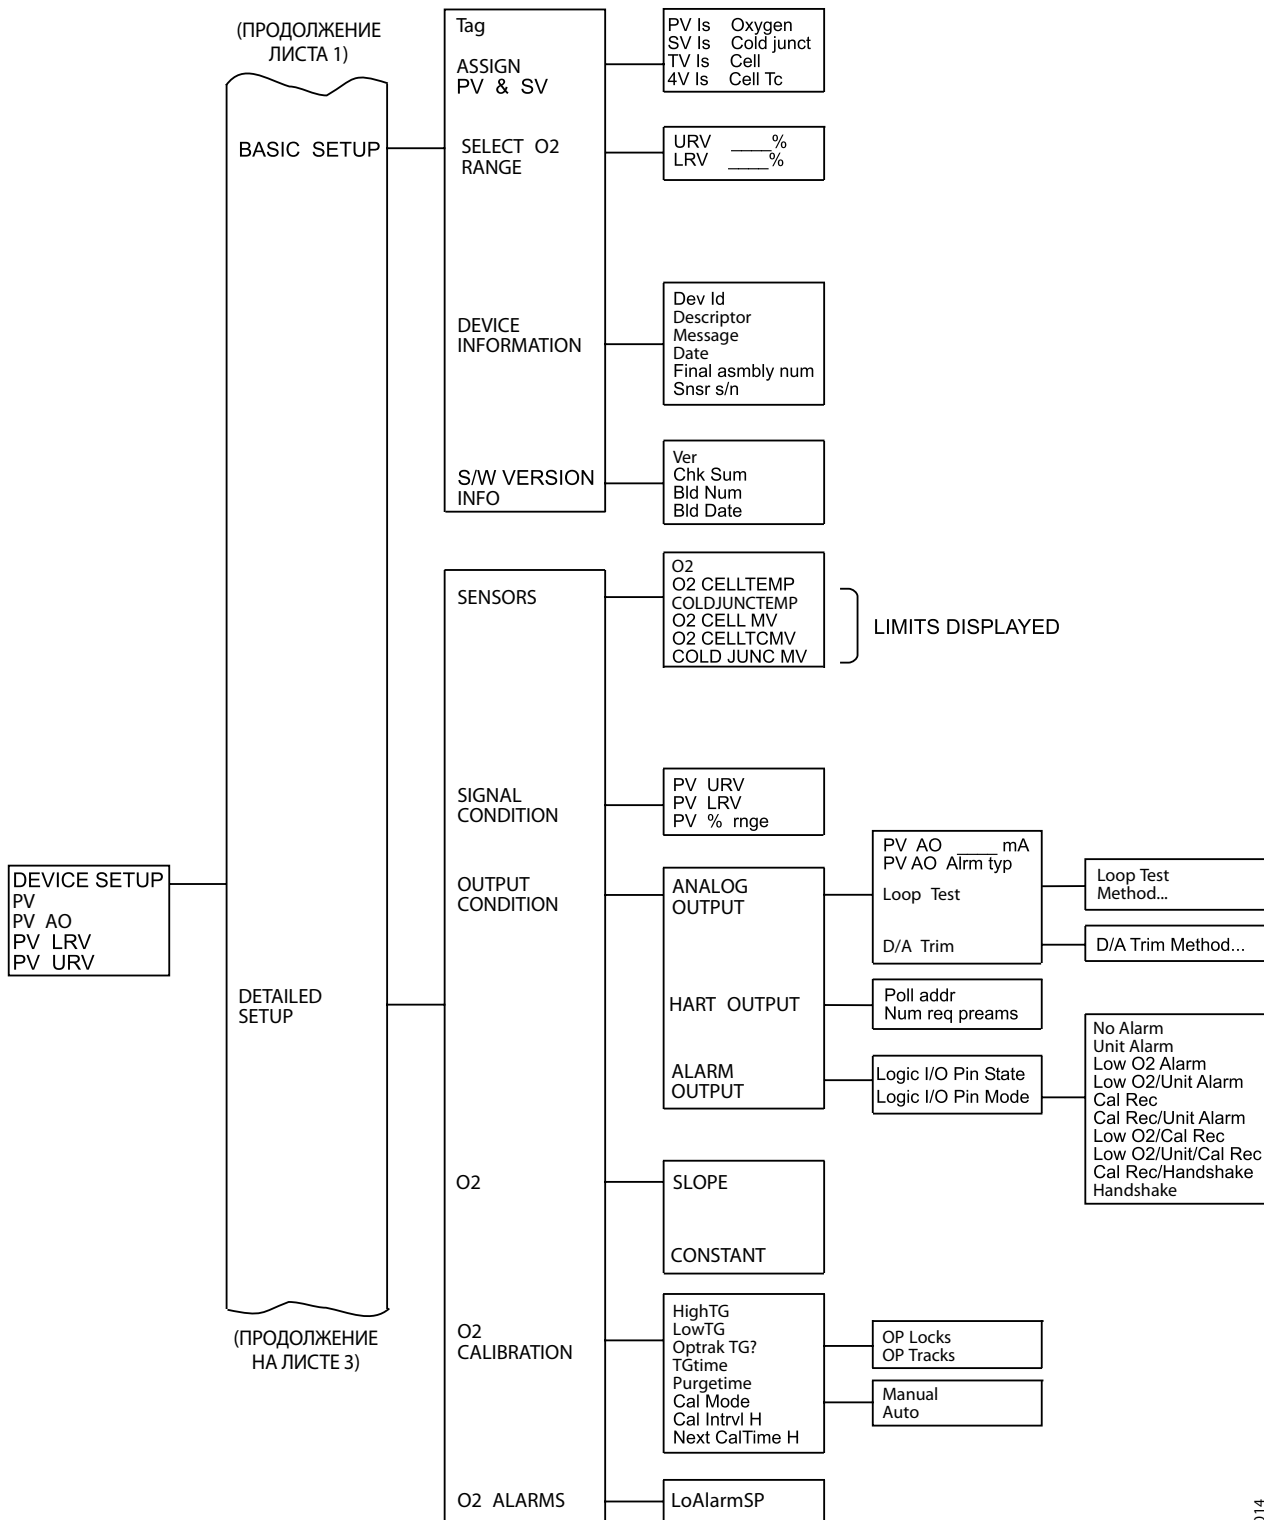 (ПРОДОЛЖЕНИЕ
ЛИСТА 1)
BASIC SETUP
Tag
ASSIGN
PV & SV
PV Is Oxygen
SV Is Cold junct
TV Is Cell
4V Is Cell Tc
SELECT O2
RANGE
URV ____%
LRV ____%
DEVICE
INFORMATION
Dev Id
Descriptor
Message
Date
Final asmbly num
Snsr s/n
S/W VERSION
INFO
Ver
Chk Sum
Bld Num
Bld Date
DEVICE SETUP
PV
PV AO
PV LRV
PV URV
DETAILED
SETUP
SENSORS
O2
O2 CELLTEMP
COLDJUNCTEMP
O2 CELL MV
O2 CELLTCMV
COLD JUNC MV
LIMITS DISPLAYED
SIGNAL
CONDITION
PV URV
PV LRV
PV % rnge
OUTPUT
CONDITION
ANALOG
OUTPUT
PV AO ____ mA
PV AO Alrm typ
Loop Test
D/A Trim
Loop Test
Method...
D/A Trim Method...
HART OUTPUT
Poll addr
Num req preams
ALARM
OUTPUT
Logic I/O Pin State
Logic I/O Pin Mode
No Alarm
Unit Alarm
Low O2 Alarm
Low O2/Unit Alarm
Cal Rec
Cal Rec/Unit Alarm
Low O2/Cal Rec
Low O2/Unit/Cal Rec
Cal Rec/Handshake
Handshake
O2
SLOPE
CONSTANT
O2
CALIBRATION
HighTG
LowTG
Optrak TG?
TGtime
Purgetime
Cal Mode
Cal Intrvl H
Next CalTime H
OP Locks
OP Tracks
Manual
Auto
O2 ALARMS
LoAlarmSP
(ПРОДОЛЖЕНИЕ
НА ЛИСТЕ 3)